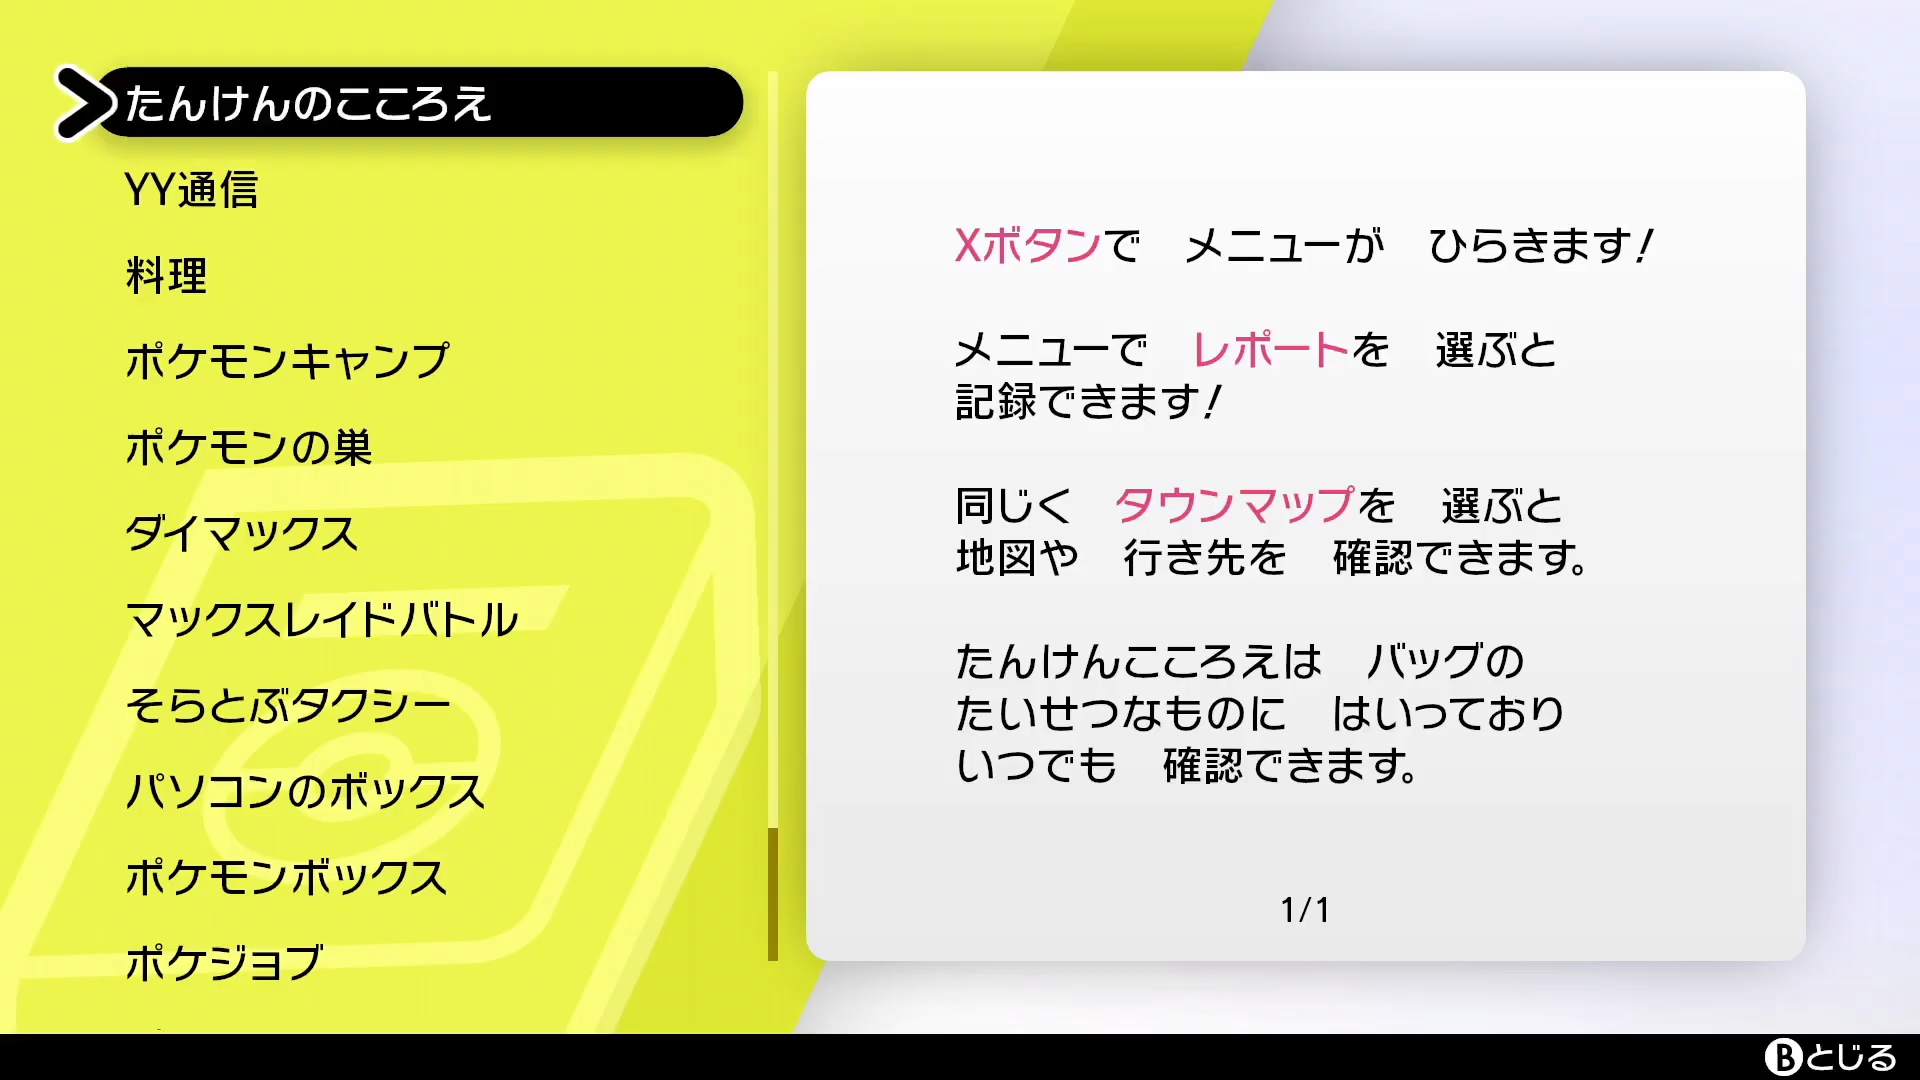 たんけんのこころえ
YY通信
料理
ポケモンキャンプ
ポケモンの巣
ダイマックス
マックスレイドバトル
そらとぶタクシー
パソコンのボックス
ポケモンボックス
ポケジョブ
Xボタンで　メニューが　ひらきます!
メニューで　レポートを　選ぶと
記録できます!
同じく　タウンマップを　選ぶと
地図や　行き先を　確認できます。
たんけんこころえは　バッグの
たいせつなものに　はいっており
いつでも　確認できます。
1/1
Bとじる